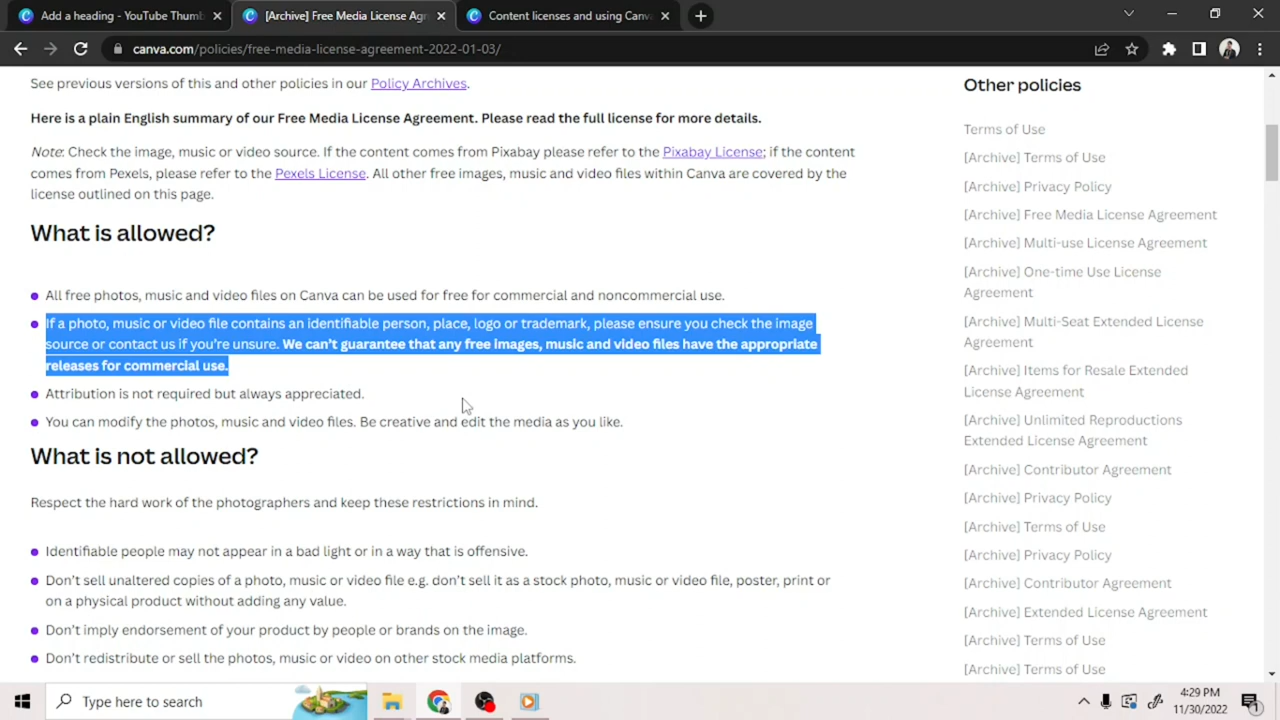 Add a heading - YouTube Thumb
[Archive] Free Media License Agr
Content licenses and using Canv
canva.com/policies/free-media-license-agreement-2022-01-03/
See previous versions of this and other policies in our Policy Archives.
Here is a plain English summary of our Free Media License Agreement. Please read the full license for more details.
Note: Check the image, music or video source. If the content comes from Pixabay please refer to the Pixabay License; if the content
comes from Pexels, please refer to the Pexels License. All other free images, music and video files within Canva are covered by the
license outlined on this page.
What is allowed?
All free photos, music and video files on Canva can be used for free for commercial and noncommercial use.
If a photo, music or video file contains an identifiable person, place, logo or trademark, please ensure you check the image
source or contact us if you're unsure. We can't guarantee that any free images, music and video files have the appropriate
releases for commercial use.
Attribution is not required but always appreciated.
You can modify the photos, music and video files. Be creative and edit the media as you like.
What is not allowed?
Respect the hard work of the photographers and keep these restrictions in mind.
Identifiable people may not appear in a bad light or in a way that is offensive.
Don't sell unaltered copies of a photo, music or video file e.g. don't sell it as a stock photo, music or video file, poster, print or
on a physical product without adding any value.
Don't imply endorsement of your product by people or brands on the image.
Don't redistribute or sell the photos, music or video on other stock media platforms.
Other policies
Terms of Use
[Archive] Terms of Use
[Archive] Privacy Policy
[Archive] Free Media License Agreement
[Archive] Multi-use License Agreement
[Archive] One-time Use License
Agreement
[Archive] Multi-Seat Extended License
Agreement
[Archive] Items for Resale Extended
License Agreement
[Archive] Unlimited Reproductions
Extended License Agreement
[Archive] Contributor Agreement
[Archive] Privacy Policy
[Archive] Terms of Use
[Archive] Privacy Policy
[Archive] Contributor Agreement
[Archive] Extended License Agreement
[Archive] Terms of Use
[Archive] Terms of Use
Type here to search
4:29 PM
11/30/2022
1